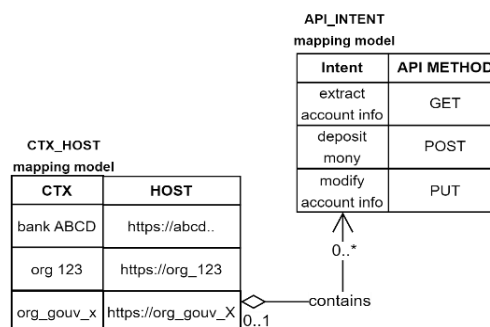 API_INTENT
mapping model
Intent API METHOD
extract
account info
GET
deposit
mony
POST
modify
account info
PUT
CTX_HOST
mapping model
CTX HOST
bank ABCD https://abcd..
org 123 https://org_123
org_gouv_x https://org_gouv_X
0..*
contains
0..1